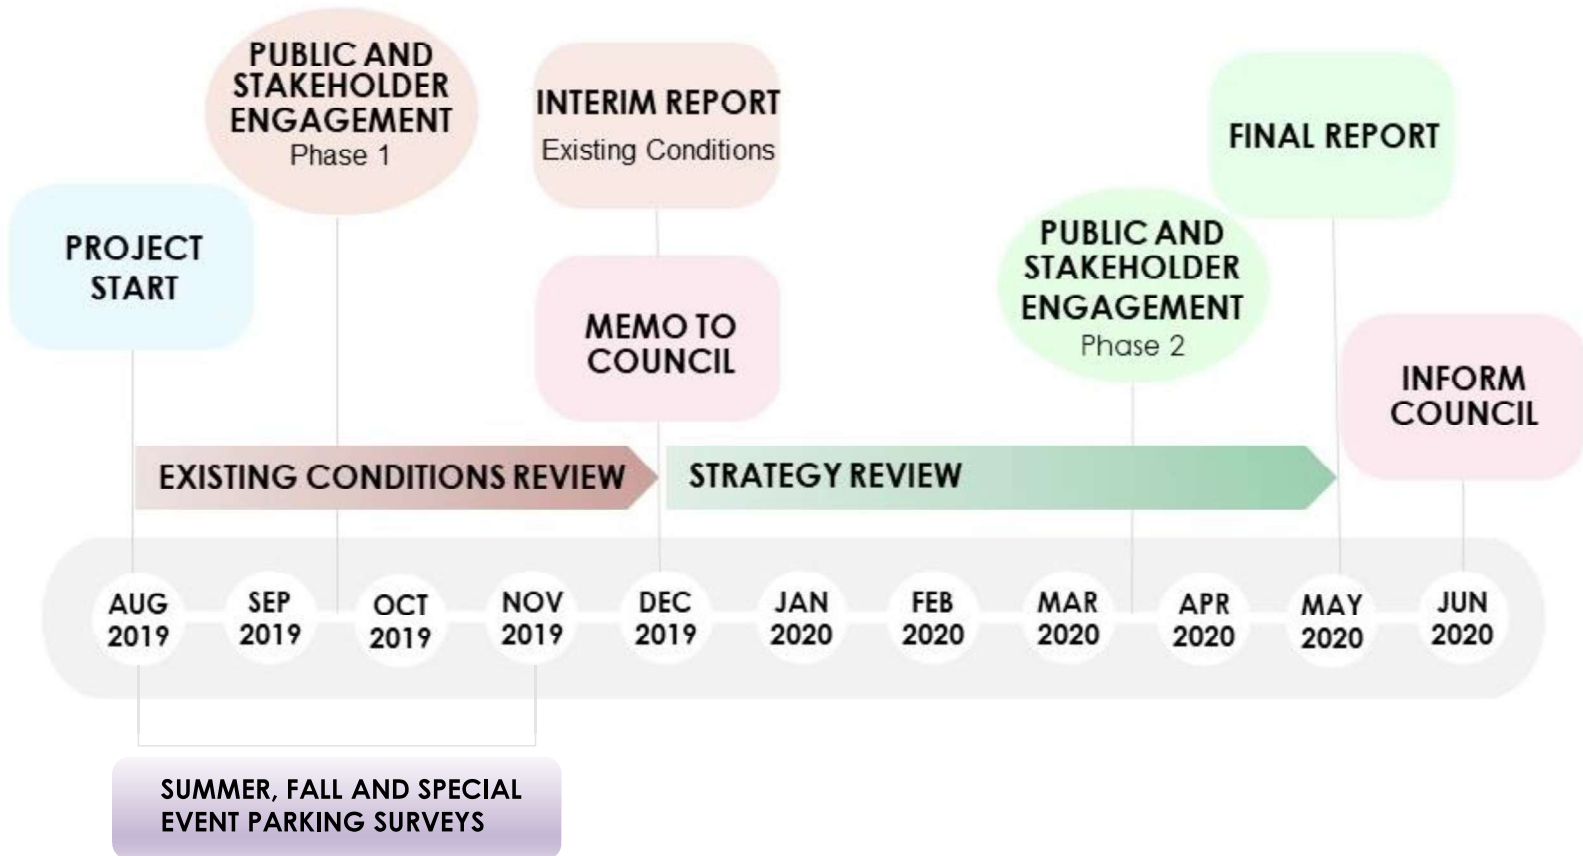 PUBLIC AND
STAKEHOLDER
ENGAGEMENT
Phase 1
INTERIM REPORT
Existing Conditions
FINAL REPORT
PROJECT
START
MEMO TO
COUNCIL
PUBLIC AND
STAKEHOLDER
ENGAGEMENT
Phase 2
INFORM
COUNCIL
EXISTING CONDITIONS REVIEW
STRATEGY REVIEW
AUG
2019
SEP
2019
OCT
2019
NOV
2019
DEC
2019
JAN
2020
FEB
2020
MAR
2020
APR
2020
MAY
2020
JUN
2020
SUMMER, FALL AND SPECIAL
EVENT PARKING SURVEYS